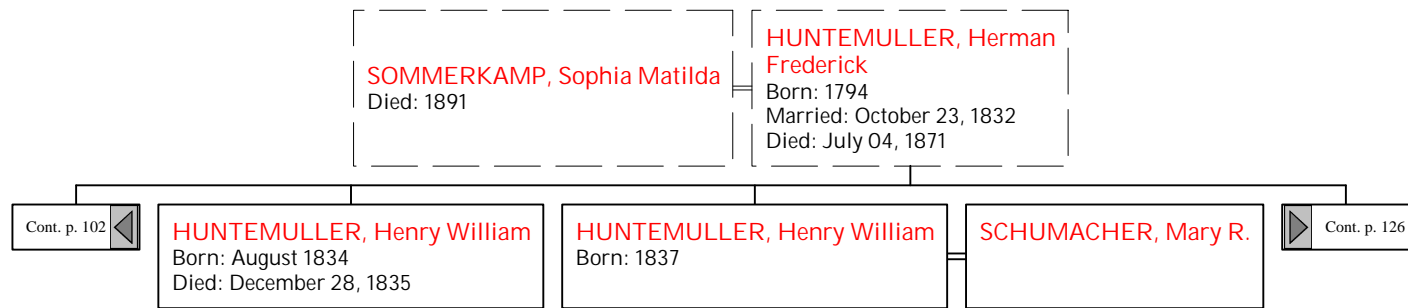 SOMMERKAMP, Sophia Matilda
Died: 1891
HUNTEMULLER, Herman
Frederick
Born: 1794
Married: October 23, 1832
Died: July 04, 1871
Cont. p. 102
HUNTEMULLER, Henry William
Born: August 1834
Died: December 28, 1835
HUNTEMULLER, Henry William
Born: 1837
SCHUMACHER, Mary R.
Cont. p. 126